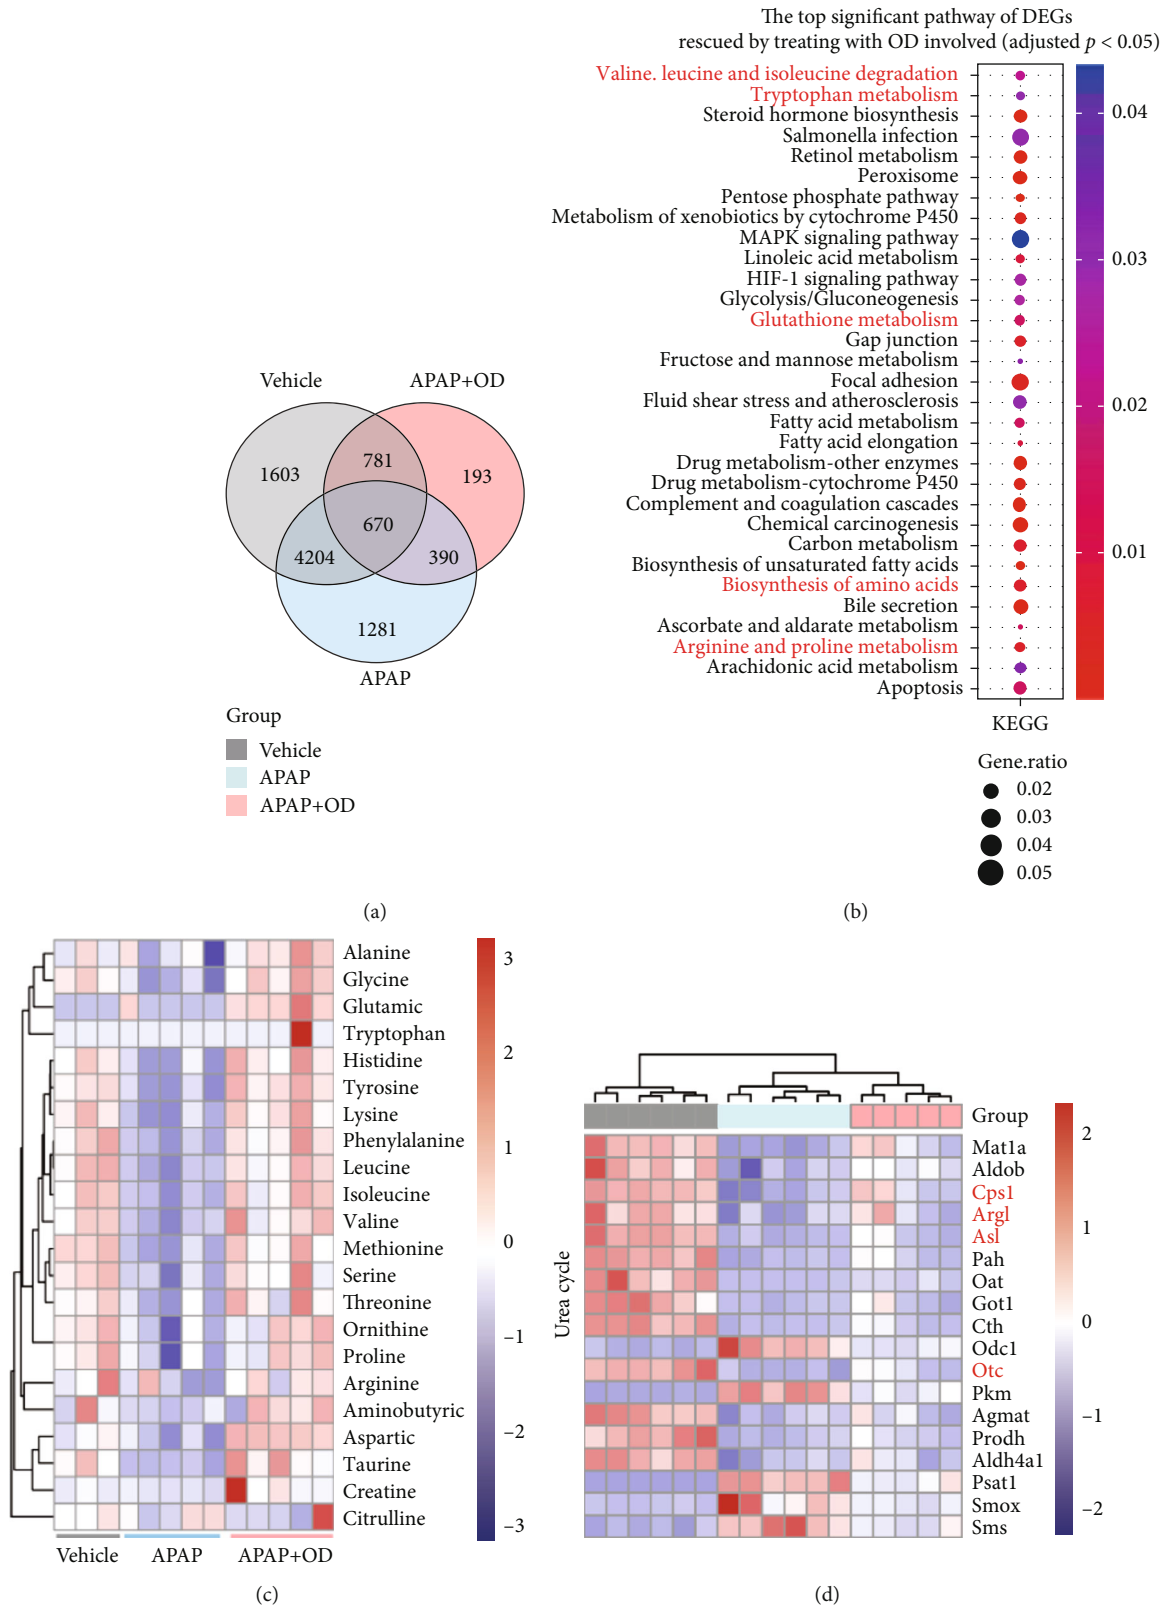 Vehicle
APAP+OD
1603
781
193
670
4204
390
1281
APAP
Group
Vehicle
APAP
APAP+OD
(a)
The top significant pathway of DEGs
rescued by treating with OD involved (adjusted p < 0.05)
Valine. leucine and isoleucine degradation
Tryptophan metabolism
Steroid hormone biosynthesis
Salmonella infection
Retinol metabolism
Peroxisome
Pentose phosphate pathway
Metabolism of xenobiotics by cytochrome P450
MAPK signaling pathway
Linoleic acid metabolism
HIF-1 signaling pathway
Glycolysis/Gluconeogenesis
Glutathione metabolism
Gap junction
Fructose and mannose metabolism
Focal adhesion
Fluid shear stress and atherosclerosis
Fatty acid metabolism
Fatty acid elongation
Drug metabolism-other enzymes
Drug metabolism-cytochrome P450
Complement and coagulation cascades
Chemical carcinogenesis
Carbon metabolism
Biosynthesis of unsaturated fatty acids
Biosynthesis of amino acids
Bile secretion
Ascorbate and aldarate metabolism
Arginine and proline metabolism
Arachidonic acid metabolism
Apoptosis
KEGG
0.04
0.03
0.02
0.01
Gene.ratio
0.02
0.03
0.04
0.05
(b)
Alanine
Glycine
Glutamic
Tryptophan
Histidine
Tyrosine
Lysine
Phenylalanine
Leucine
Isoleucine
Valine
Methionine
Serine
Threonine
Ornithine
Proline
Arginine
Aminobutyric
Aspartic
Taurine
Creatine
Citrulline
3
2
1
0
−1
−2
−3
Vehicle
APAP
APAP+OD
(c)
Urea cycle
Group
Mat1a
Aldob
Cps1
Argl
Asl
Pah
Oat
Got1
Cth
Odc1
Otc
Pkm
Agmat
Prodh
Aldh4a1
Psat1
Smox
Sms
2
1
0
−1
−2
(d)